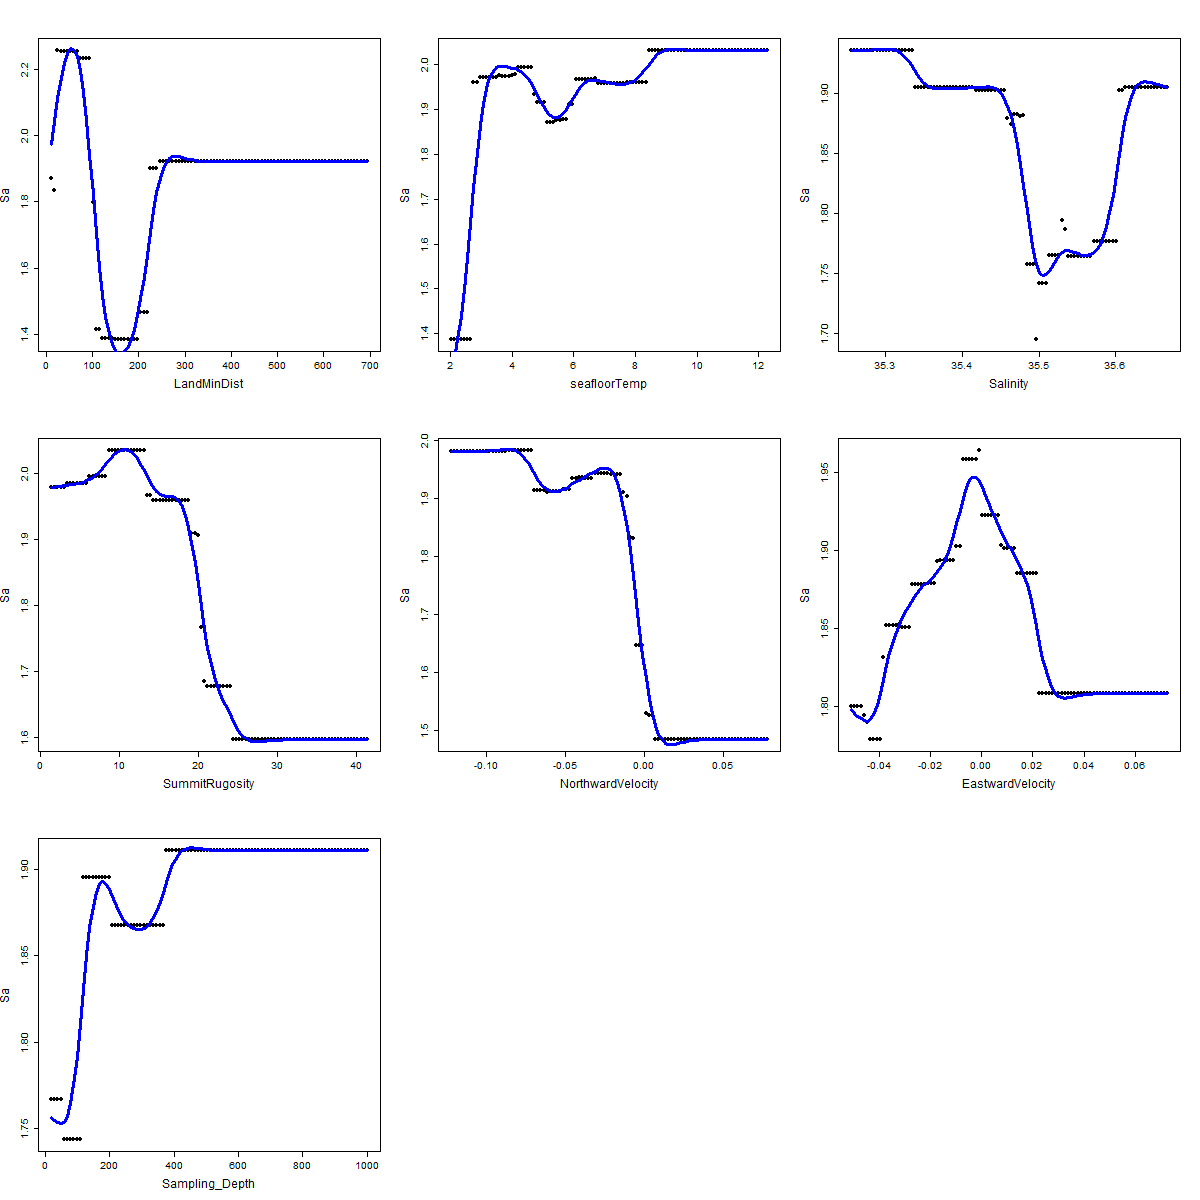 2.2
2.0
1.8
1.6
1.4
Sa
0 100 200 300 400 500 600 700
LandMinDist
2.0
1.9
1.8
1.7
1.6
1.5
1.4
Sa
2 4 6 8 10 12
seafloorTemp
1.90
1.85
1.80
1.75
1.70
Sa
35.3 35.4 35.5 35.6
Salinity
2.0
1.9
1.8
1.7
1.6
Sa
0 10 20 30 40
SummitRugosity
2.0
1.9
1.8
1.7
1.6
1.5
Sa
-0.10 -0.05 0.00 0.05
NorthwardVelocity
1.95
1.90
1.85
1.80
Sa
-0.04 -0.02 0.00 0.02 0.04 0.06
EastwardVelocity
1.90
1.85
1.80
1.75
Sa
0 200 400 600 800 1000
Sampling_Depth